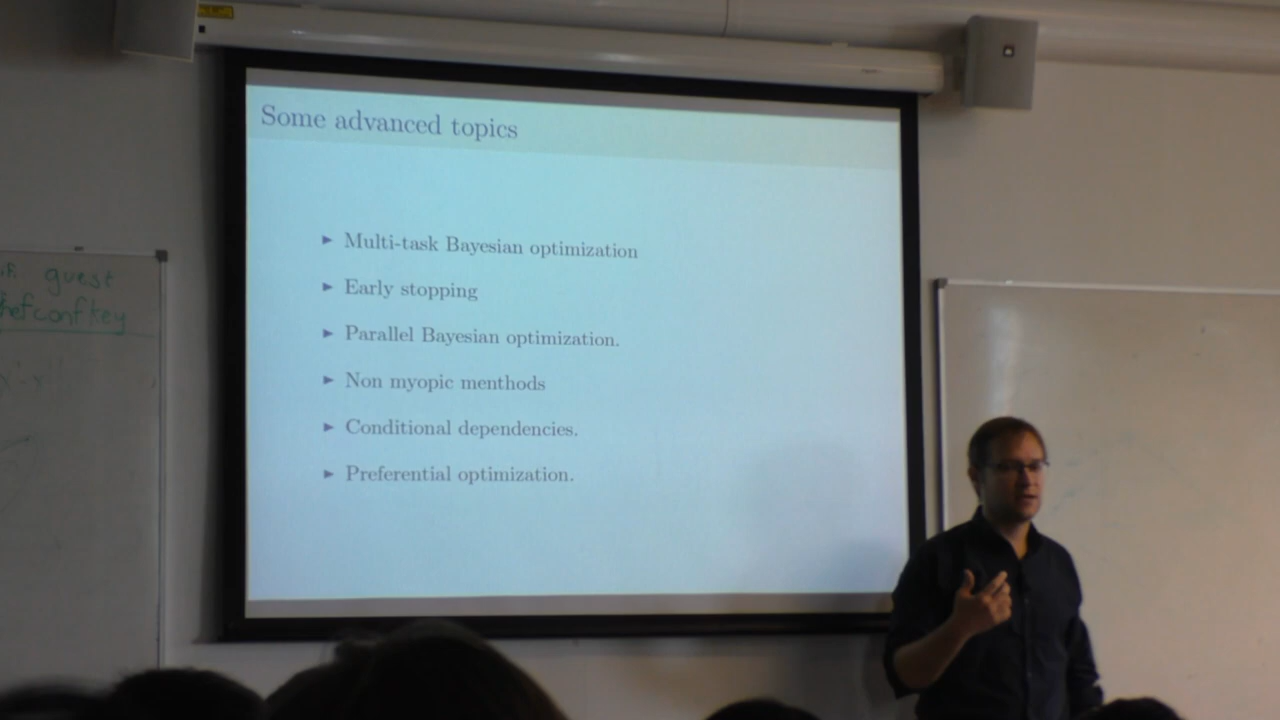 Some advanced topics
Multi-task Bayesian optimization
Early stopping
Parallel Bayesian optimization.
Non myopic menthods
Conditional dependencies.
Preferential optimization.
guest